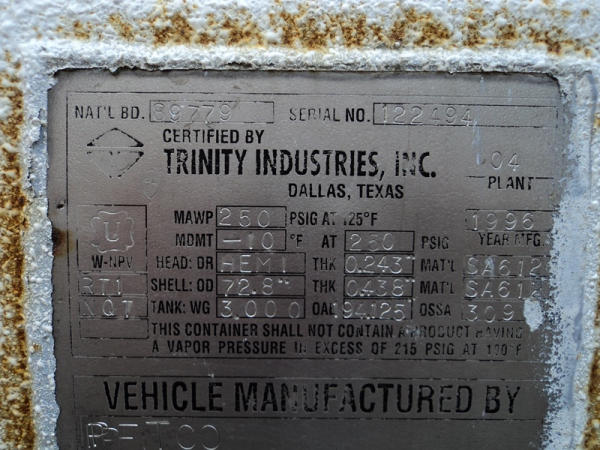 NAT'L BD. 89779 SERIAL NO. 122494
CERTIFIED BY
TRINITY INDUSTRIES, INC. 04
DALLAS, TEXAS PLANT
MAWP 250 PSIG AT 125°F 1996
U MDMT -10 °F AT 250 PSIG YEAR MFG.
W-NPV HEAD: DR HEMI THK 0.243" MAT'L SA612
RT1 SHELL: OD 72.8" THK 0.438" MAT'L SA612
TANK: WG 3,000 OAL 94.125 OSSA 309
THIS CONTAINER SHALL NOT CONTAIN A PRODUCT HAVING
A VAPOR PRESSURE IN EXCESS OF 215 PSIG AT 100°F
VEHICLE MANUFACTURED BY